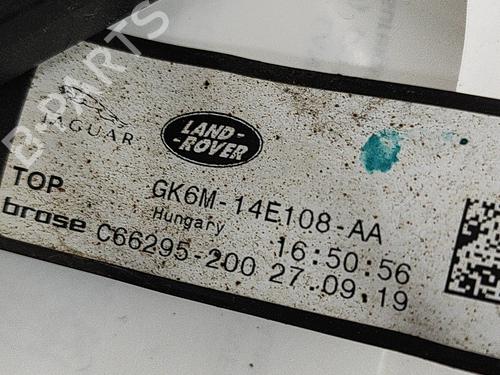 B-PARTS
JAGUAR
LAND-
ROVER
TOP
GK6M-14E108-AA
Hungary
16:50:56
brose
C66295-200 27.09.19